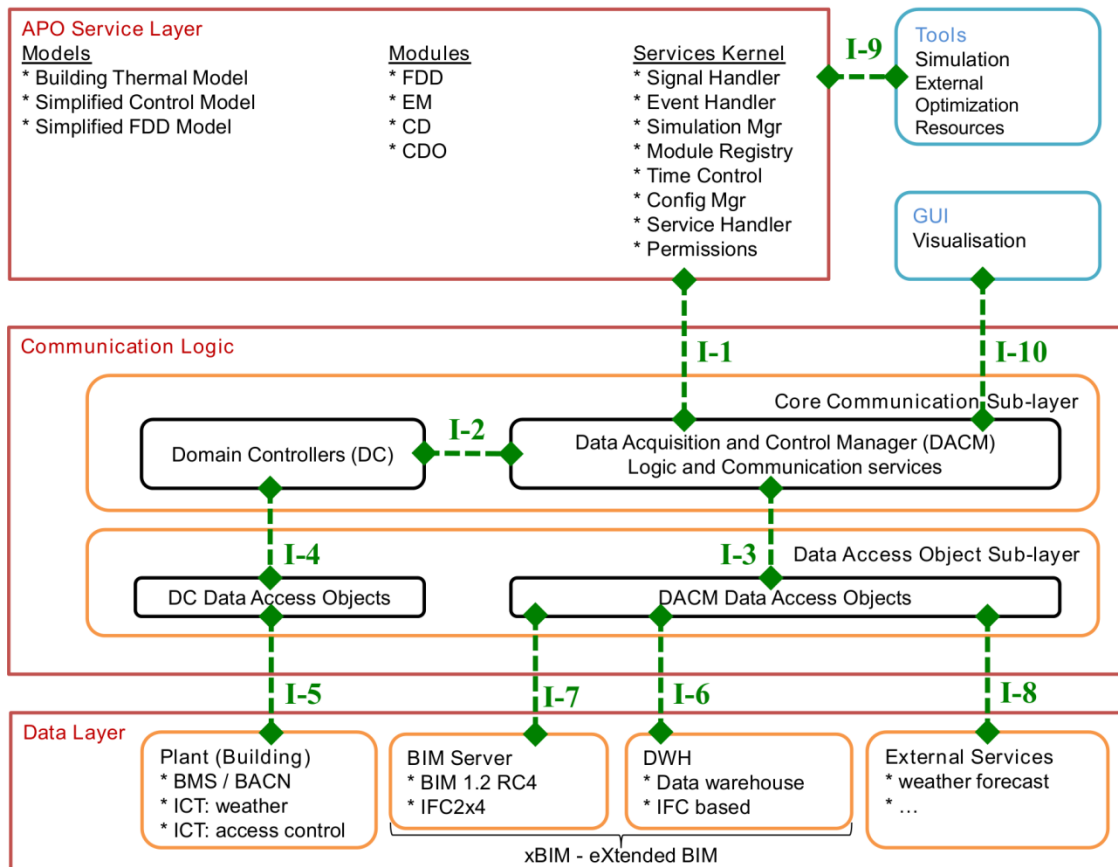 APO Service Layer
Models
* Building Thermal Model
* Simplified Control Model
* Simplified FDD Model
Modules
* FDD
* EM
* CD
* CDO
Services Kernel
* Signal Handler
* Event Handler
* Simulation Mgr
* Module Registry
* Time Control
* Config Mgr
* Service Handler
* Permissions
I-9
Tools
Simulation
External
Optimization
Resources
GUI
Visualisation
I-1
I-10
Communication Logic
Core Communication Sub-layer
Domain Controllers (DC)
I-2
Data Acquisition and Control Manager (DACM)
Logic and Communication services
I-4
I-3
Data Access Object Sub-layer
DC Data Access Objects
DACM Data Access Objects
I-5
I-7
I-6
I-8
Data Layer
Plant (Building)
* BMS / BACN
* ICT: weather
* ICT: access control
BIM Server
* BIM 1.2 RC4
* IFC2x4
DWH
* Data warehouse
* IFC based
External Services
* weather forecast
* …
xBIM - eXtended BIM